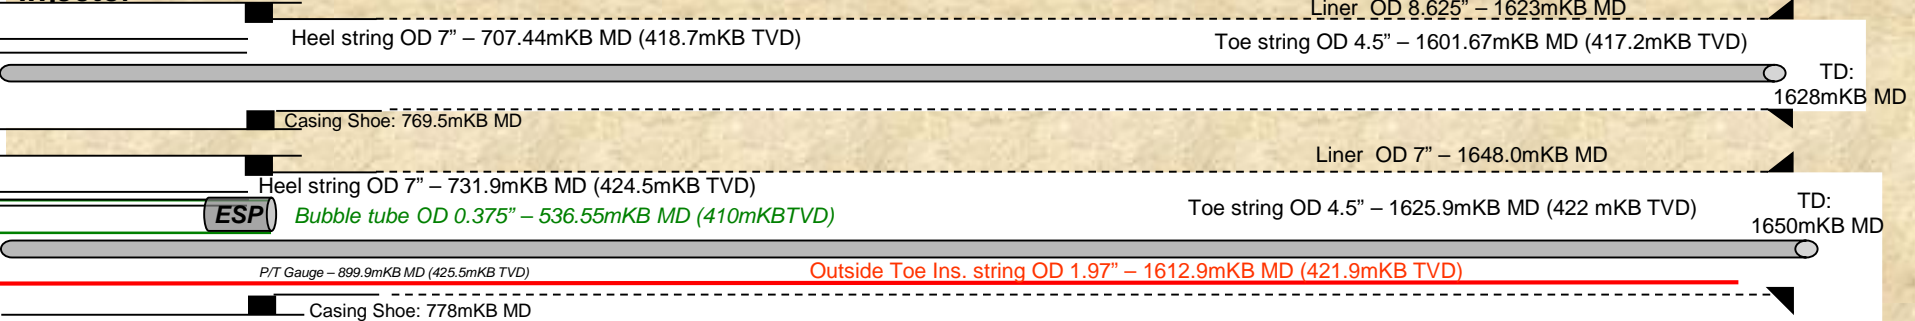 Injector
Liner OD 8.625” – 1623mKB MD
Heel string OD 7” – 707.44mKB MD (418.7mKB TVD)
Toe string OD 4.5” – 1601.67mKB MD (417.2mKB TVD)
TD:
1628mKB MD
Casing Shoe: 769.5mKB MD
Liner OD 7” – 1648.0mKB MD
Heel string OD 7” – 731.9mKB MD (424.5mKB TVD)
ESP
Bubble tube OD 0.375” – 536.55mKB MD (410mKBTVD)
Toe string OD 4.5” – 1625.9mKB MD (422 mKB TVD)
TD:
1650mKB MD
P/T Gauge – 899.9mKB MD (425.5mKB TVD)
Outside Toe Ins. string OD 1.97” – 1612.9mKB MD (421.9mKB TVD)
Casing Shoe: 778mKB MD